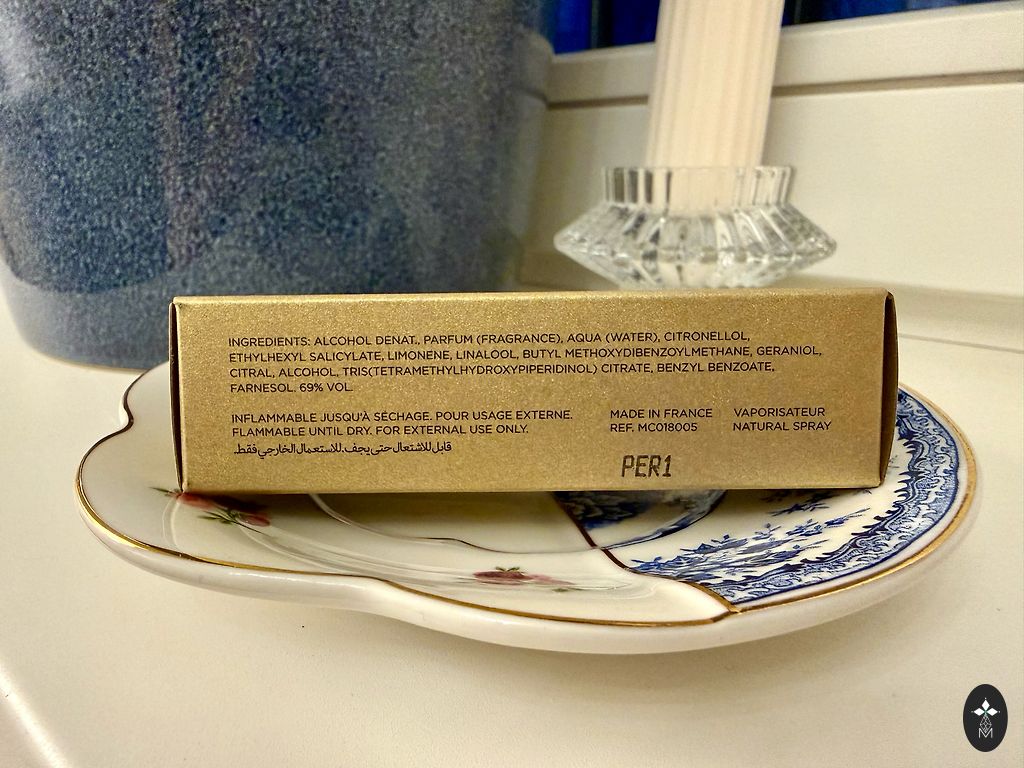 INGREDIENTS: ALCOHOL DENAT., PARFUM (FRAGRANCE), AQUA (WATER), CITRONELLOL,
ETHYLHEXYL SALICYLATE, LIMONENE, LINALOOL, BUTYL METHOXYDIBENZOYLMETHANE, GERANIOL,
CITRAL, ALCOHOL, TRIS(TETRAMETHYLHYDROXYPIPERIDINOL) CITRATE, BENZYL BENZOATE,
FARNESOL. 69% VOL.
INFLAMMABLE JUSQU'À SÉCHAGE. POUR USAGE EXTERNE.
FLAMMABLE UNTIL DRY. FOR EXTERNAL USE ONLY.
قابل للاشتعال حتى يجف. للاستعمال الخارجي فقط.
MADE IN FRANCE
REF. MC018005
VAPORISATEUR
NATURAL SPRAY
PER1
M